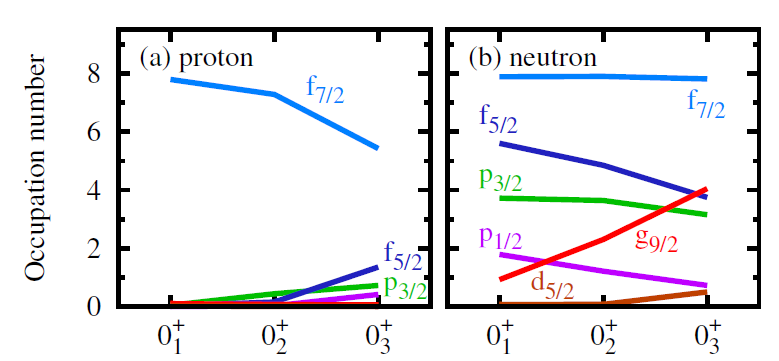 Occupation number
8
6
4
2
0
(a) proton
f7/2
f5/2
p3/2
0+1
0+2
0+3
(b) neutron
f7/2
f5/2
p3/2
g9/2
p1/2
d5/2
0+1
0+2
0+3